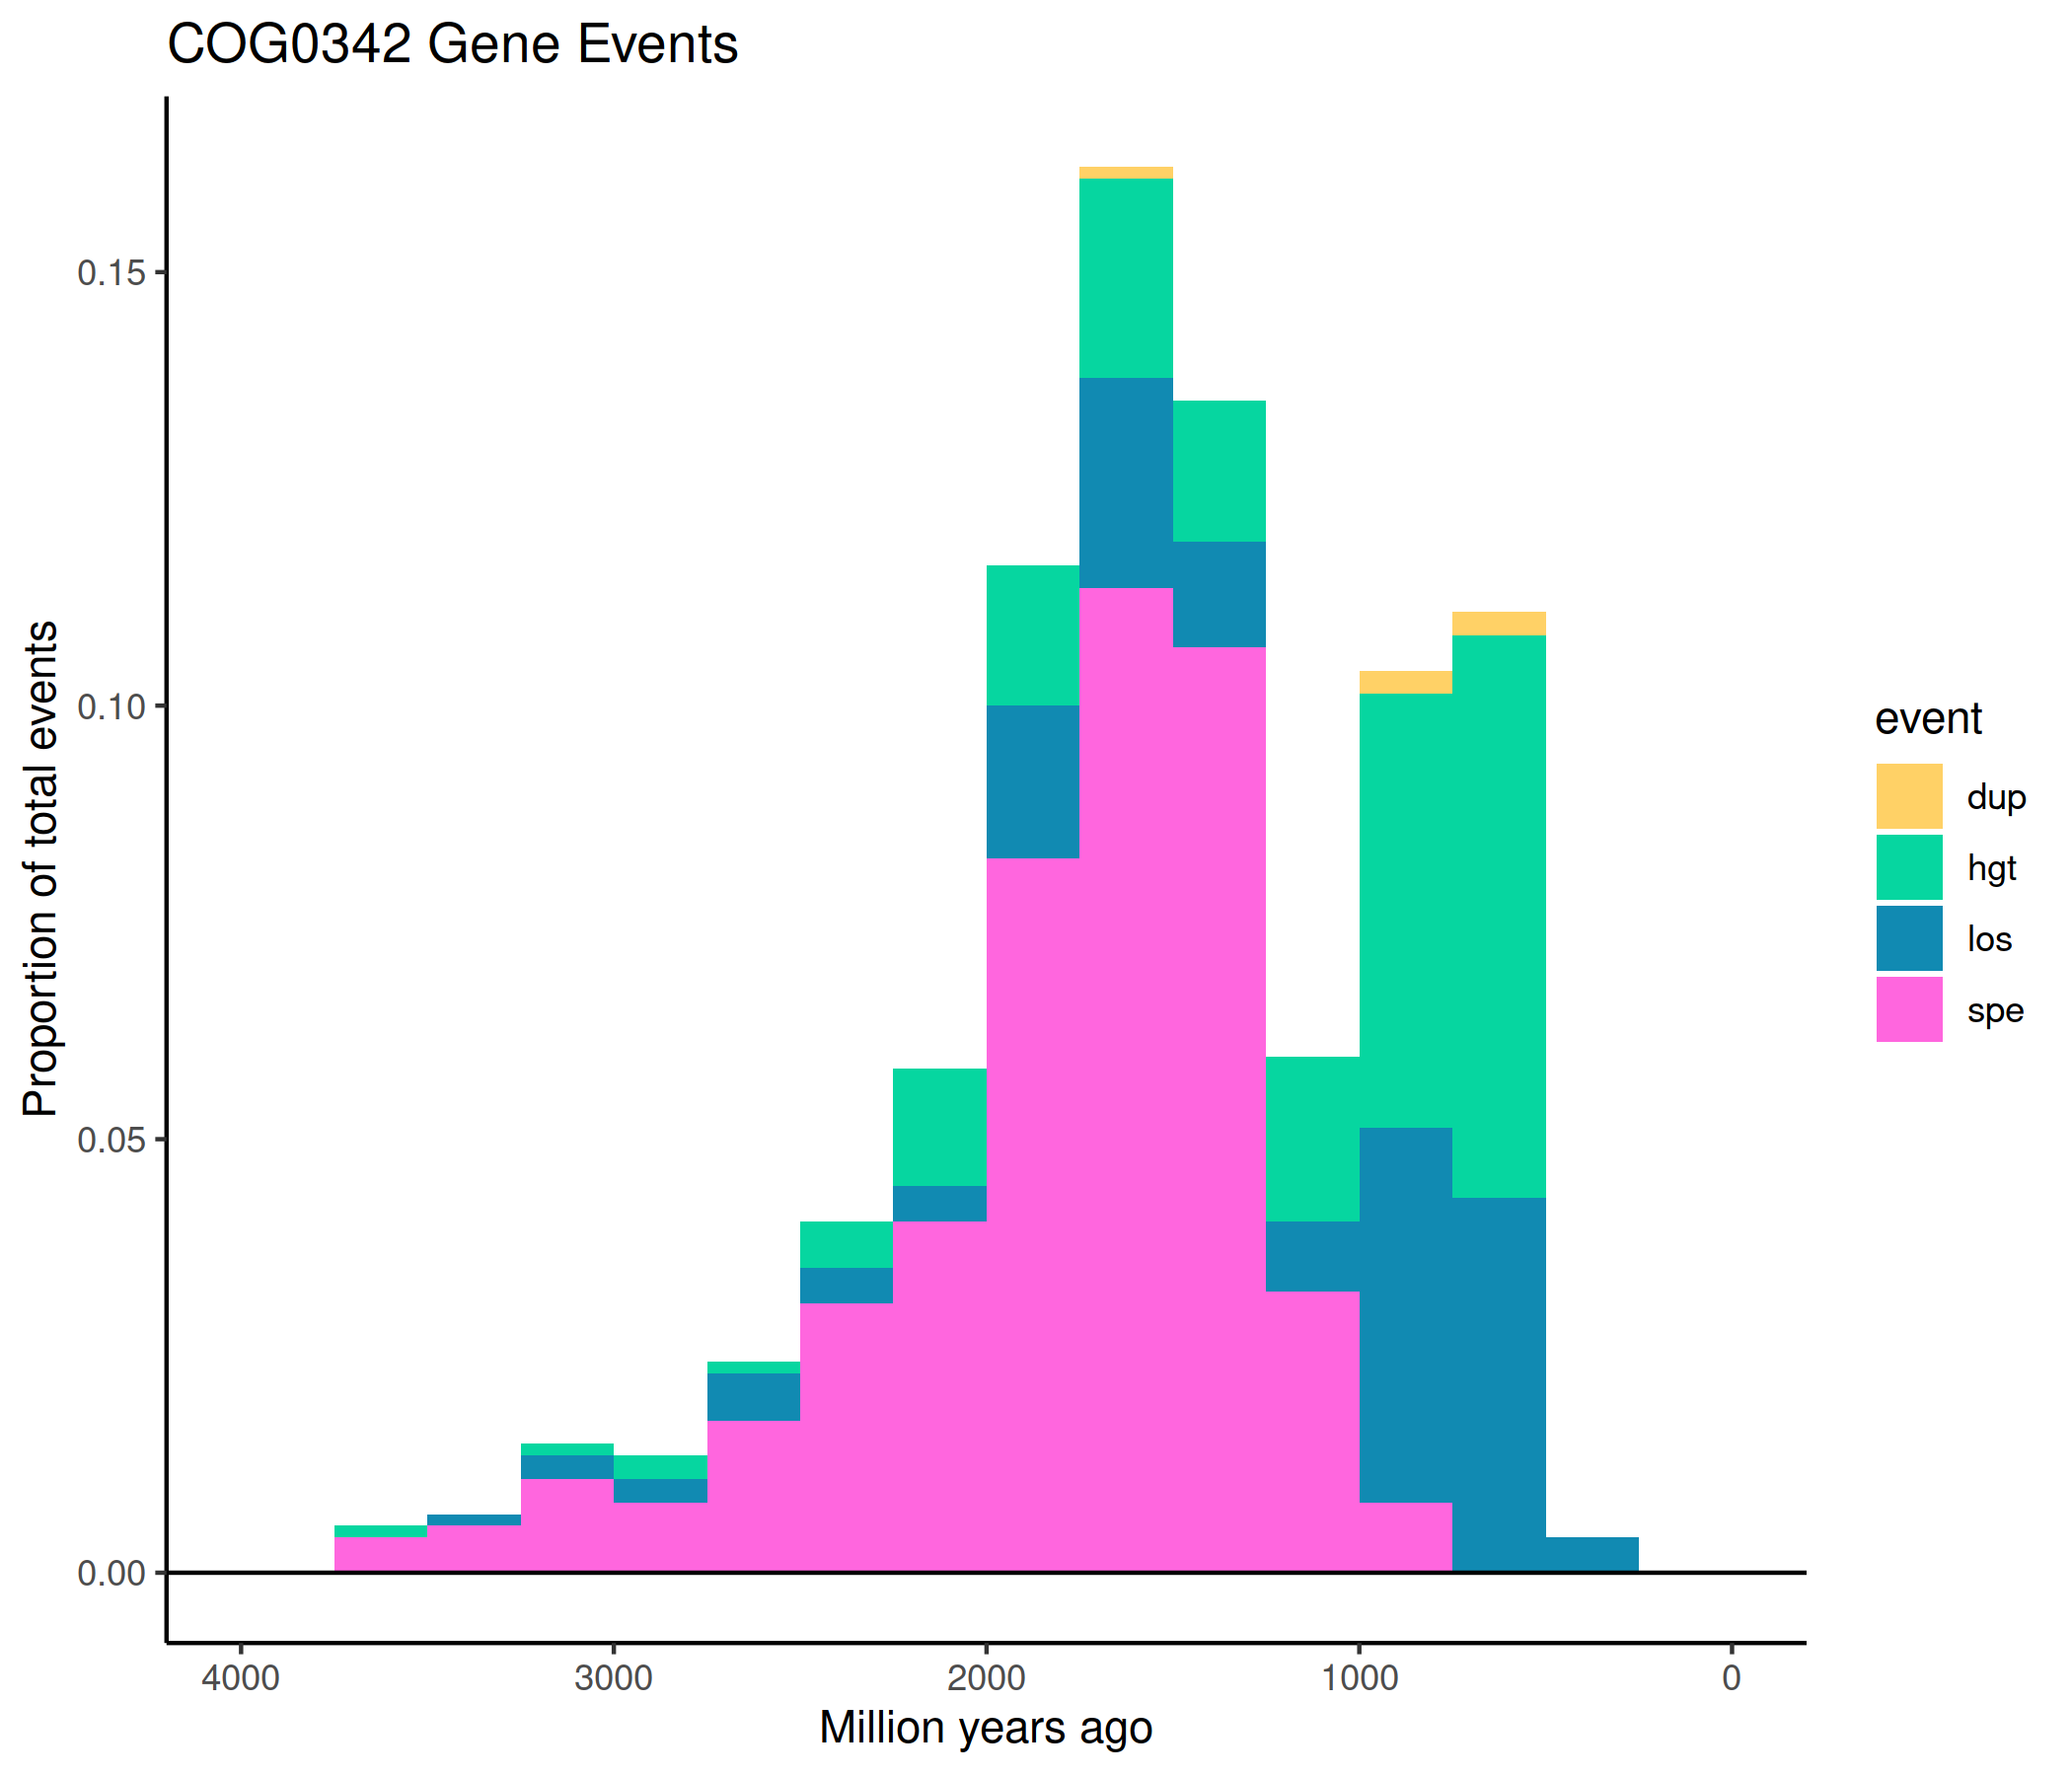 COG0342 Gene Events
Proportion of total events
0.15
0.10
0.05
0.00
4000 3000 2000 1000 0
Million years ago
event
dup
hgt
los
spe